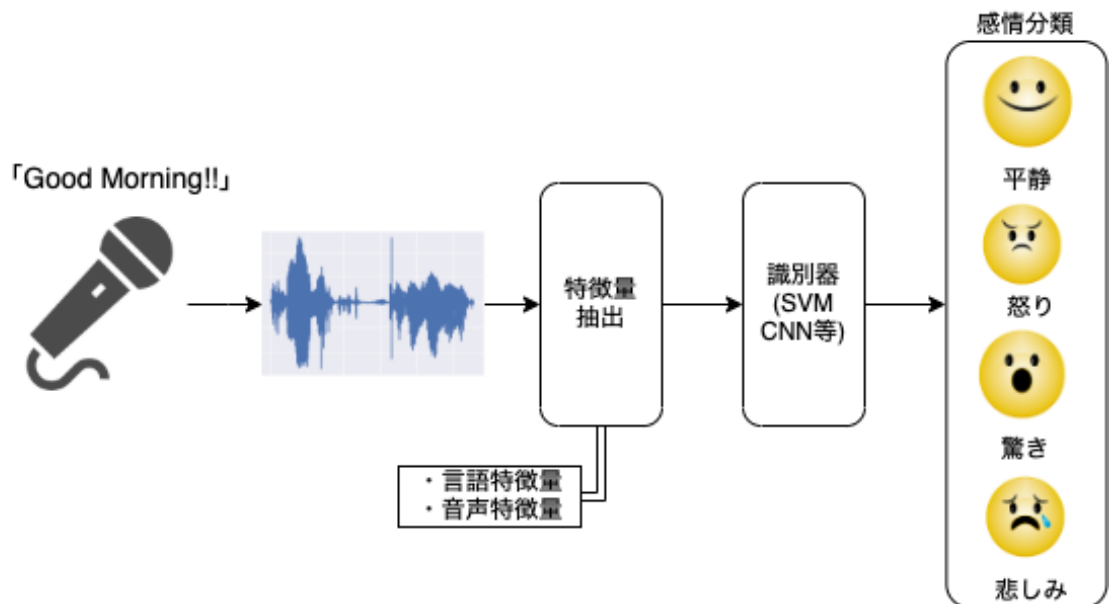 感情分類
「Good Morning!!」
平静
特徴量
抽出
識別器
(SVM
CNN等)
怒り
驚き
・言語特徴量
・音声特徴量
悲しみ